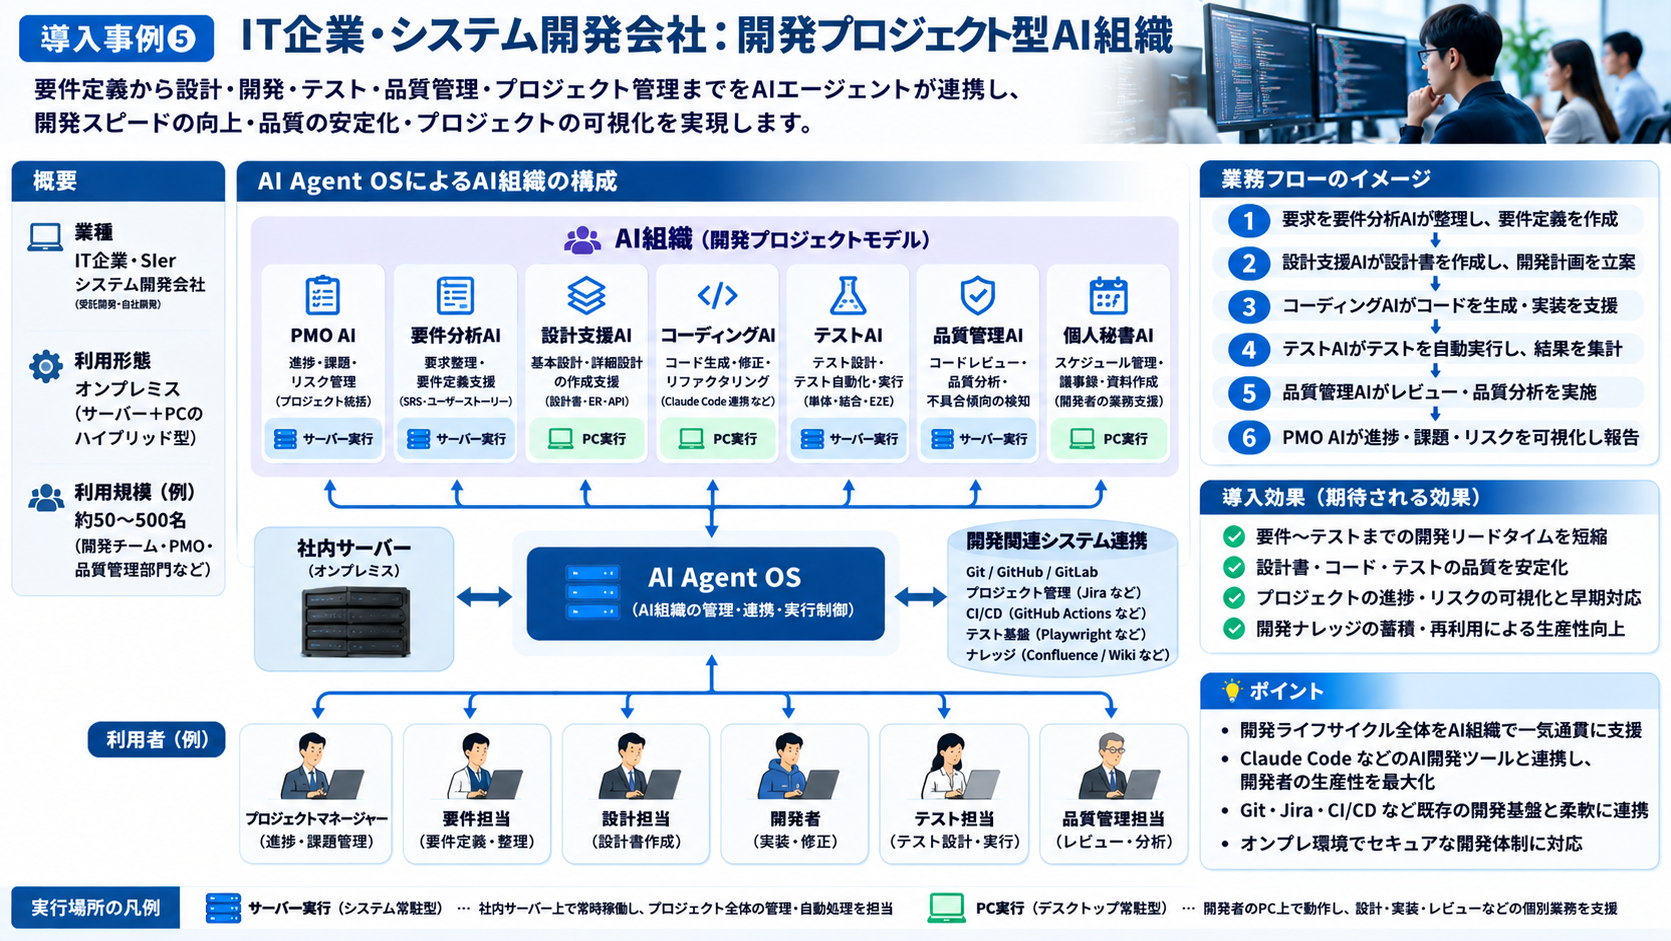 導入事例❺
IT企業・システム開発会社：開発プロジェクト型AI組織
要件定義から設計・開発・テスト・品質管理・プロジェクト管理までをAIエージェントが連携し、
開発スピードの向上・品質の安定化・プロジェクトの可視化を実現します。
概要
業種
IT企業・SIer
システム開発会社
（受託開発・自社開発）
利用形態
オンプレミス
（サーバー＋PCの
ハイブリッド型）
利用規模（例）
約50〜500名
（開発チーム・PMO・
品質管理部門など）
AI Agent OSによるAI組織の構成
AI組織（開発プロジェクトモデル）
PMO AI
進捗・課題・
リスク管理
（プロジェクト統括）
サーバー実行
要件分析AI
要求整理・
要件定義支援
（SRS・ユーザーストーリー）
サーバー実行
設計支援AI
基本設計・詳細設計
の作成支援
（設計書・ER・API）
PC実行
コーディングAI
コード生成・修正・
リファクタリング
（Claude Code 連携など）
PC実行
テストAI
テスト設計・
テスト自動化・実行
（単体・結合・E2E）
サーバー実行
品質管理AI
コードレビュー・
品質分析・
不具合傾向の検知
サーバー実行
個人秘書AI
スケジュール管理・
議事録・資料作成
（開発者の業務支援）
PC実行
社内サーバー
（オンプレミス）
AI Agent OS
（AI組織の管理・連携・実行制御）
開発関連システム連携
Git / GitHub / GitLab
プロジェクト管理（Jira など）
CI/CD（GitHub Actions など）
テスト基盤（Playwright など）
ナレッジ（Confluence / Wiki など）
利用者（例）
プロジェクトマネージャー
（進捗・課題管理）
要件担当
（要件定義・整理）
設計担当
（設計書作成）
開発者
（実装・修正）
テスト担当
（テスト設計・実行）
品質管理担当
（レビュー・分析）
業務フローのイメージ
1 要求を要件分析AIが整理し、要件定義を作成
2 設計支援AIが設計書を作成し、開発計画を立案
3 コーディングAIがコードを生成・実装を支援
4 テストAIがテストを自動実行し、結果を集計
5 品質管理AIがレビュー・品質分析を実施
6 PMO AIが進捗・課題・リスクを可視化し報告
導入効果（期待される効果）
要件〜テストまでの開発リードタイムを短縮
設計書・コード・テストの品質を安定化
プロジェクトの進捗・リスクの可視化と早期対応
開発ナレッジの蓄積・再利用による生産性向上
ポイント
• 開発ライフサイクル全体をAI組織で一気通貫に支援
• Claude Code などのAI開発ツールと連携し、
開発者の生産性を最大化
• Git・Jira・CI/CD など既存の開発基盤と柔軟に連携
• オンプレ環境でセキュアな開発体制に対応
実行場所の凡例
サーバー実行（システム常駐型） … 社内サーバー上で常時稼働し、プロジェクト全体の管理・自動処理を担当
PC実行（デスクトップ常駐型） … 開発者のPC上で動作し、設計・実装・レビューなどの個別業務を支援